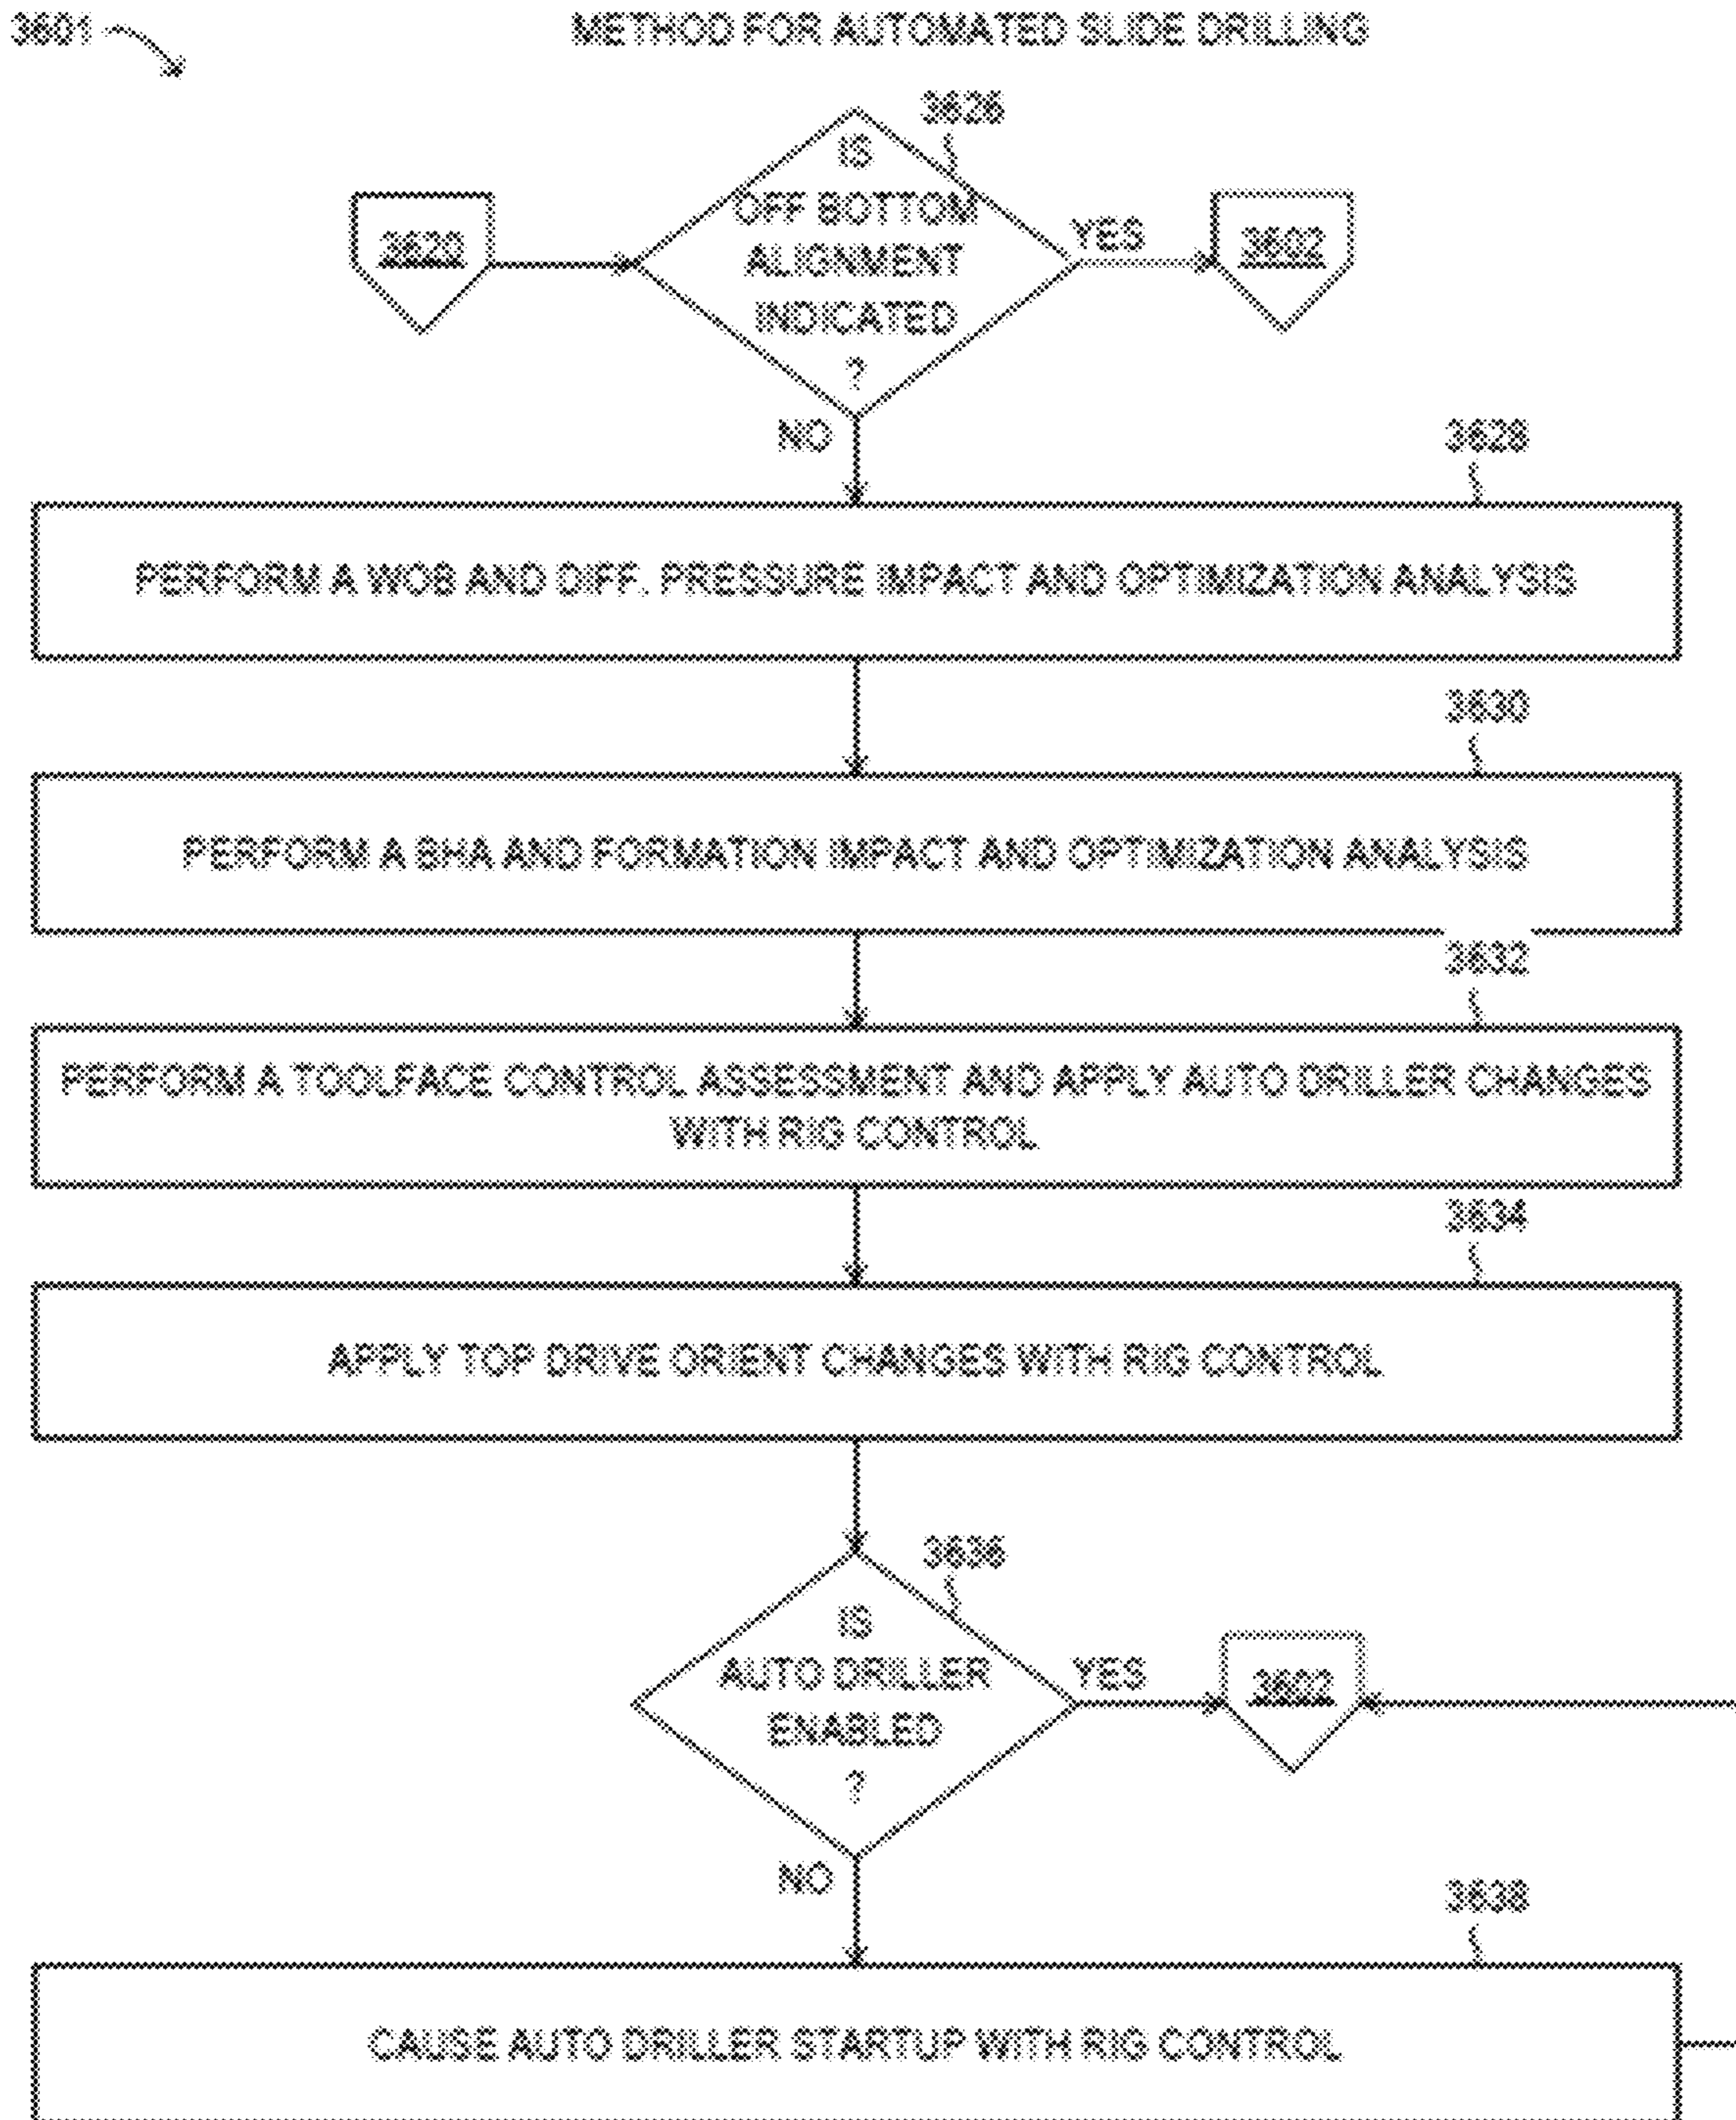 3601
METHOD FOR AUTOMATED SLIDE DRILLING
3626
IS
OFF BOTTOM
ALIGNMENT
INDICATED
?
3620
YES
3602
NO
3628
PERFORM A WOB AND DIFF. PRESSURE IMPACT AND OPTIMIZATION ANALYSIS
3630
PERFORM A BHA AND FORMATION IMPACT AND OPTIMIZATION ANALYSIS
3632
PERFORM A TOOLFACE CONTROL ASSESSMENT AND APPLY AUTO DRILLER CHANGES
WITH RIG CONTROL
3634
APPLY TOP DRIVE ORIENT CHANGES WITH RIG CONTROL
3636
IS
AUTO DRILLER
ENABLED
?
YES
3622
NO
3638
CAUSE AUTO DRILLER STARTUP WITH RIG CONTROL